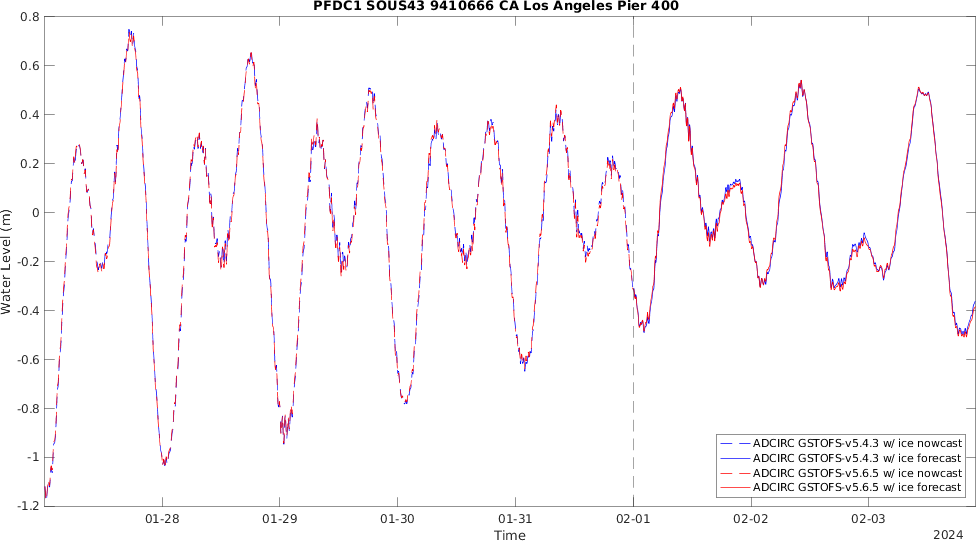 PFDC1 SOUS43 9410666 CA Los Angeles Pier 400
Water Level (m)
0.8
0.6
0.4
0.2
0
-0.2
-0.4
-0.6
-0.8
-1
-1.2
ADCIRC GSTOFS-v5.4.3 w/ ice nowcast
ADCIRC GSTOFS-v5.4.3 w/ ice forecast
ADCIRC GSTOFS-v5.6.5 w/ ice nowcast
ADCIRC GSTOFS-v5.6.5 w/ ice forecast
01-28 01-29 01-30 01-31 02-01 02-02 02-03
Time
2024